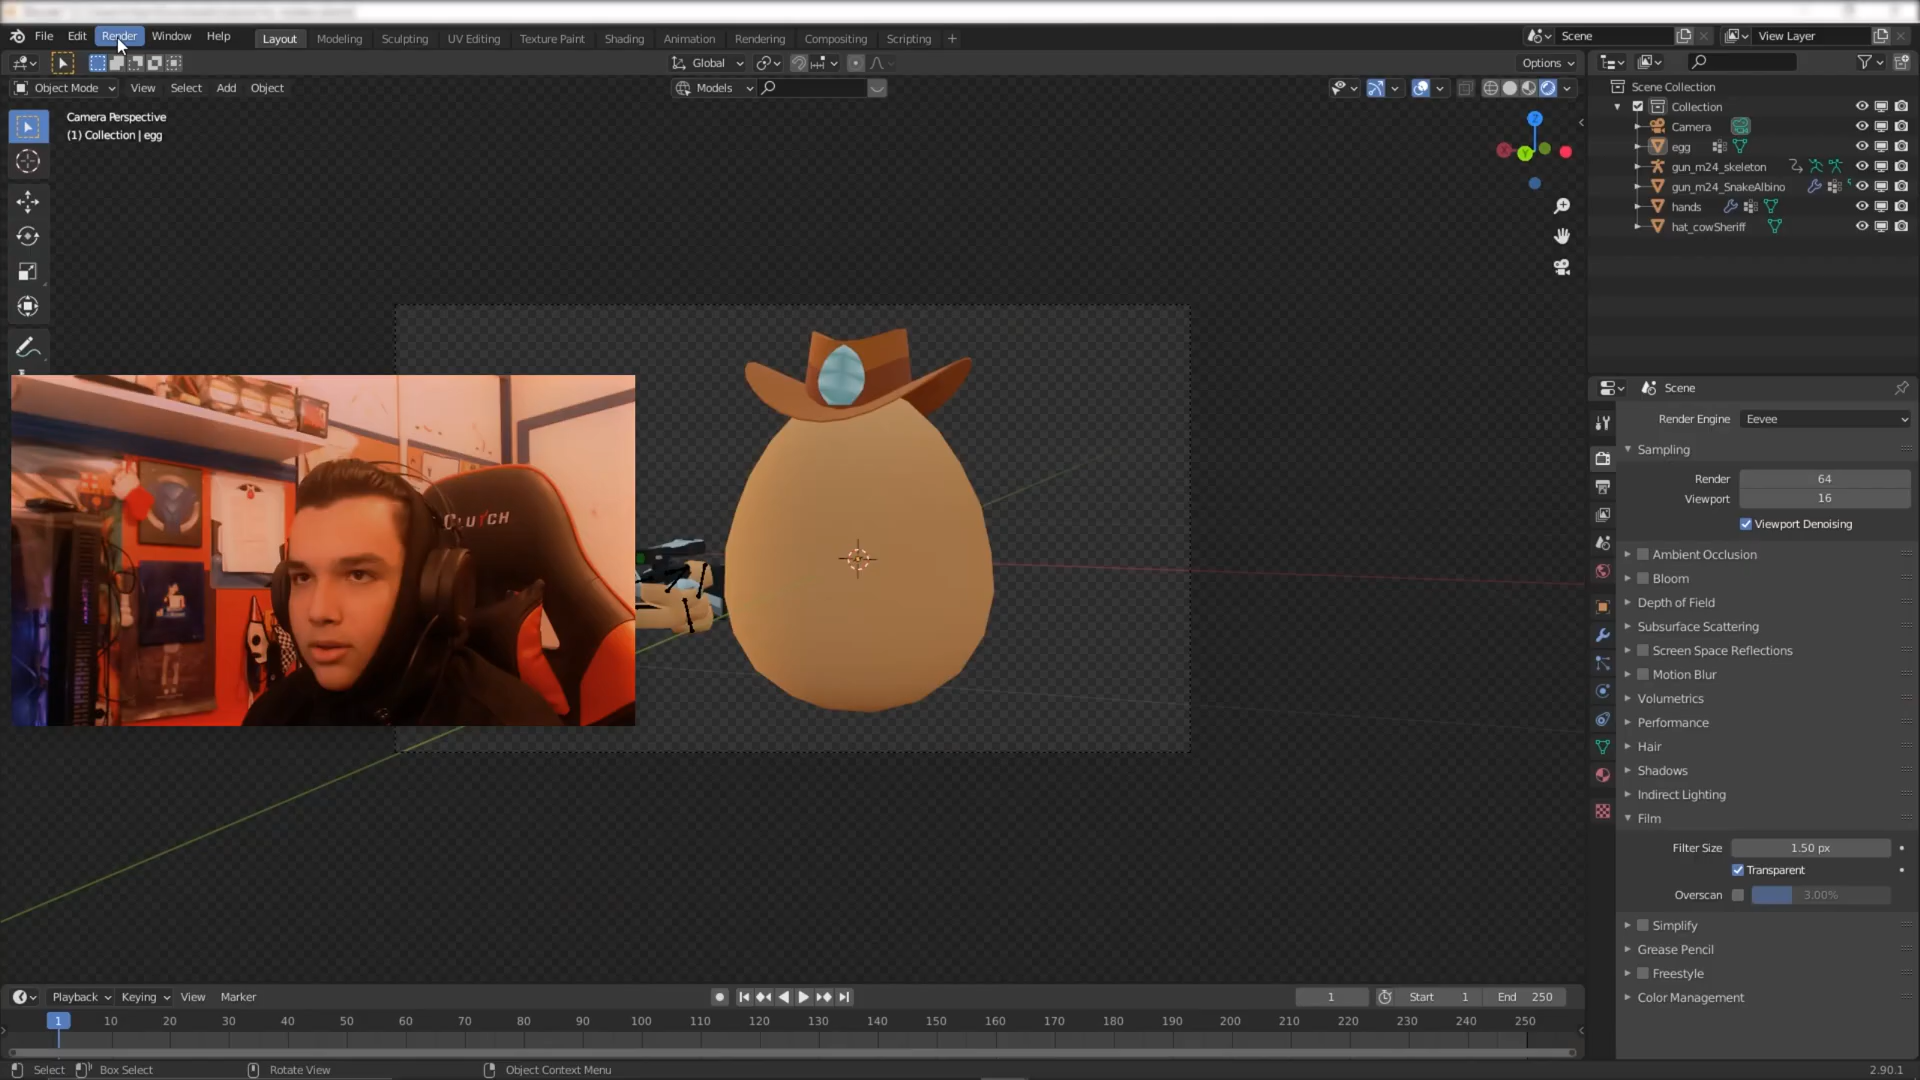 File Edit Render Window Help
Layout Modeling Sculpting UV Editing Texture Paint Shading Animation Rendering Compositing Scripting +
Scene
View Layer
Global
Options
Object Mode View Select Add Object
Models
Camera Perspective
(1) Collection | egg
X
Y
Z
CLUTCH
Scene Collection
Collection
Camera
egg
gun_m24_skeleton
gun_m24_SnakeAlbino
hands
hat_cowSheriff
Scene
Render Engine Eevee
Sampling
Render 64
Viewport 16
Viewport Denoising
Ambient Occlusion
Bloom
Depth of Field
Subsurface Scattering
Screen Space Reflections
Motion Blur
Volumetrics
Performance
Hair
Shadows
Indirect Lighting
Film
Filter Size 1.50 px
Transparent
Overscan 3.00%
Simplify
Grease Pencil
Freestyle
Color Management
Playback Keying View Marker
1 Start 1 End 250
1 10 20 30 40 50 60 70 80 90 100 110 120 130 140 150 160 170 180 190 200 210 220 230 240 250
Select Box Select Rotate View Object Context Menu 2.90.1